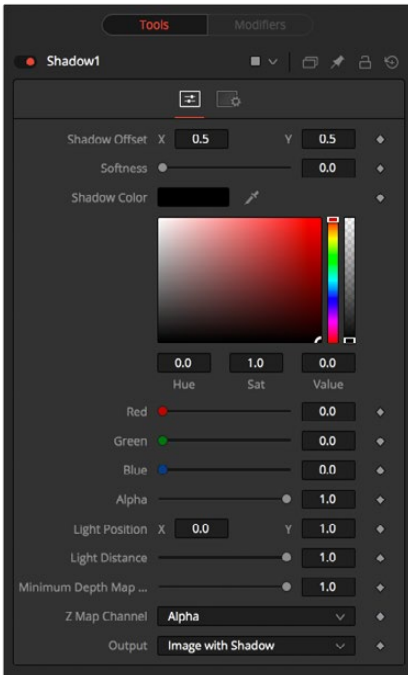 Tools Modifiers
Shadow1
Shadow Offset X 0.5 Y 0.5
Softness 0.0
Shadow Color
0.0 1.0 0.0
Hue Sat Value
Red 0.0
Green 0.0
Blue 0.0
Alpha 1.0
Light Position X 0.0 Y 1.0
Light Distance 1.0
Minimum Depth Map ... 1.0
Z Map Channel Alpha
Output Image with Shadow